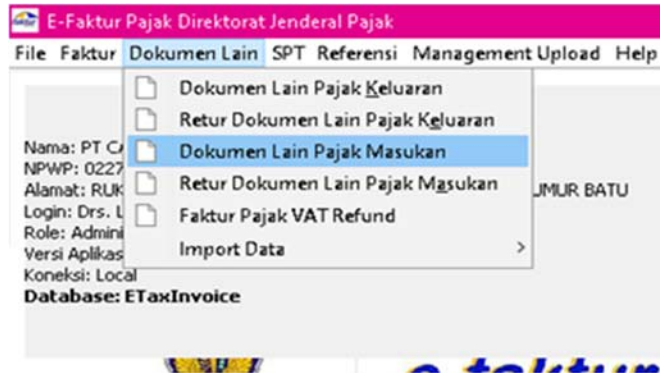 E-Faktur Pajak Direktorat Jenderal Pajak
File Faktur Dokumen Lain SPT Referensi Management Upload Help
Dokumen Lain Pajak Keluaran
Retur Dokumen Lain Pajak Keluaran
Dokumen Lain Pajak Masukan
Retur Dokumen Lain Pajak Masukan
Faktur Pajak VAT Refund
Import Data >
Nama: PT
NPWP: 0227
Alamat: RUK UMUR BATU
Login: Drs. L
Role: Admini
Versi Aplikas
Koneksi: Local
Database: ETaxInvoice
e-faktur